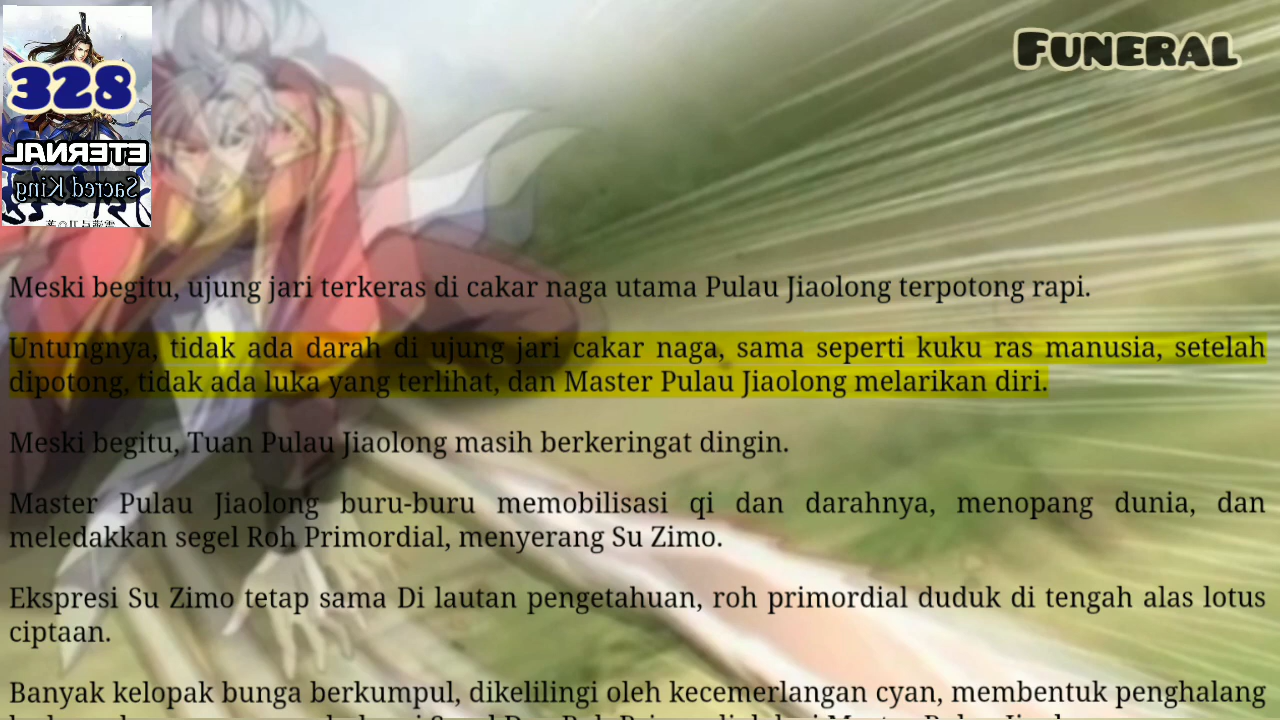 FUNERAL
328
ETERNAL
Sacred King
Meski begitu, ujung jari terkeras di cakar naga utama Pulau Jiaolong terpotong rapi.
Untungnya, tidak ada darah di ujung jari cakar naga, sama seperti kuku ras manusia, setelah
dipotong, tidak ada luka yang terlihat, dan Master Pulau Jiaolong melarikan diri.
Meski begitu, Tuan Pulau Jiaolong masih berkeringat dingin.
Master Pulau Jiaolong buru-buru memobilisasi qi dan darahnya, menopang dunia, dan
meledakkan segel Roh Primordial, menyerang Su Zimo.
Ekspresi Su Zimo tetap sama Di lautan pengetahuan, roh primordial duduk di tengah alas lotus
ciptaan.
Banyak kelopak bunga berkumpul, dikelilingi oleh kecemerlangan cyan, membentuk penghalang